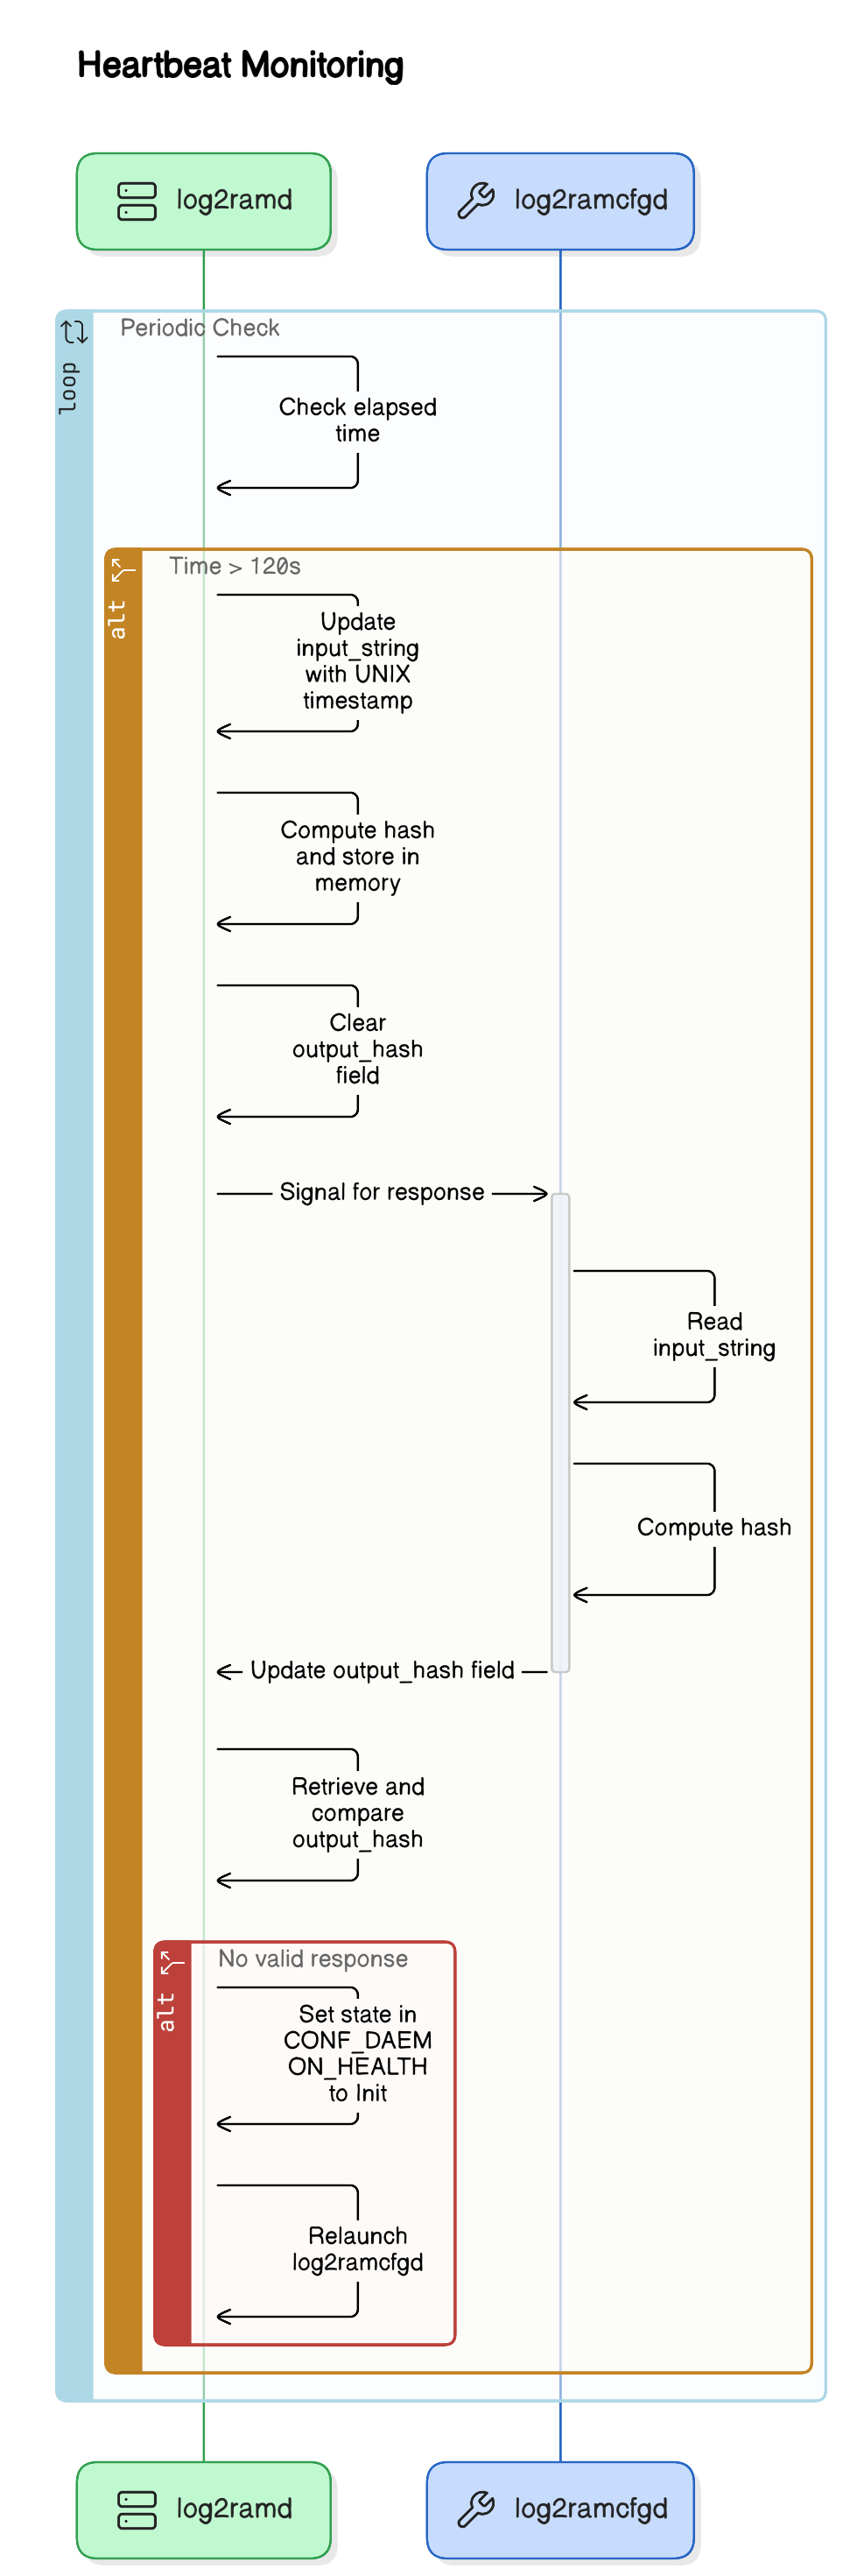 Heartbeat Monitoring
log2ramd
log2ramcfgd
loop
Periodic Check
Check elapsed
time
alt
Time > 120s
Update
input_string
with UNIX
timestamp
Compute hash
and store in
memory
Clear
output_hash
field
Signal for response
Read
input_string
Compute hash
Update output_hash field
Retrieve and
compare
output_hash
alt
No valid response
Set state in
CONF_DAEM
ON_HEALTH
to Init
Relaunch
log2ramcfgd
log2ramd
log2ramcfgd